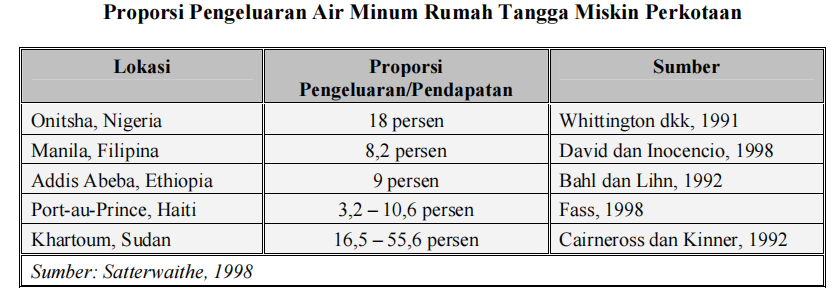 Proporsi Pengeluaran Air Minum Rumah Tangga Miskin Perkotaan
Lokasi Proporsi Pengeluaran/Pendapatan Sumber
Onitsha, Nigeria 18 persen Whittington dkk, 1991
Manila, Filipina 8,2 persen David dan Inocencio, 1998
Addis Abeba, Ethiopia 9 persen Bahl dan Lihn, 1992
Port-au-Prince, Haiti 3,2 – 10,6 persen Fass, 1998
Khartoum, Sudan 16,5 – 55,6 persen Cairneross dan Kinner, 1992
Sumber: Satterwaithe, 1998